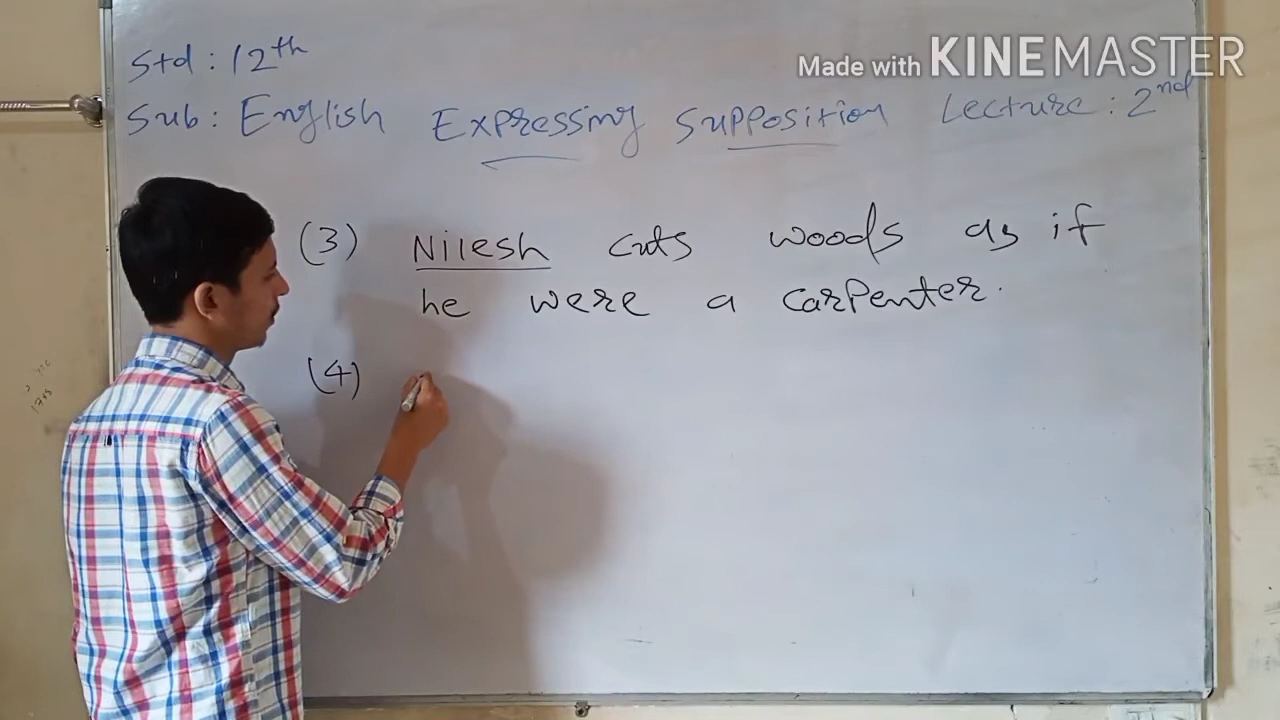 Std : 12th
Made with KINEMASTER
Sub : English Expressing Supposition Lecture : 2nd
(3) Nilesh cuts woods as if
he were a carpenter.
(4)